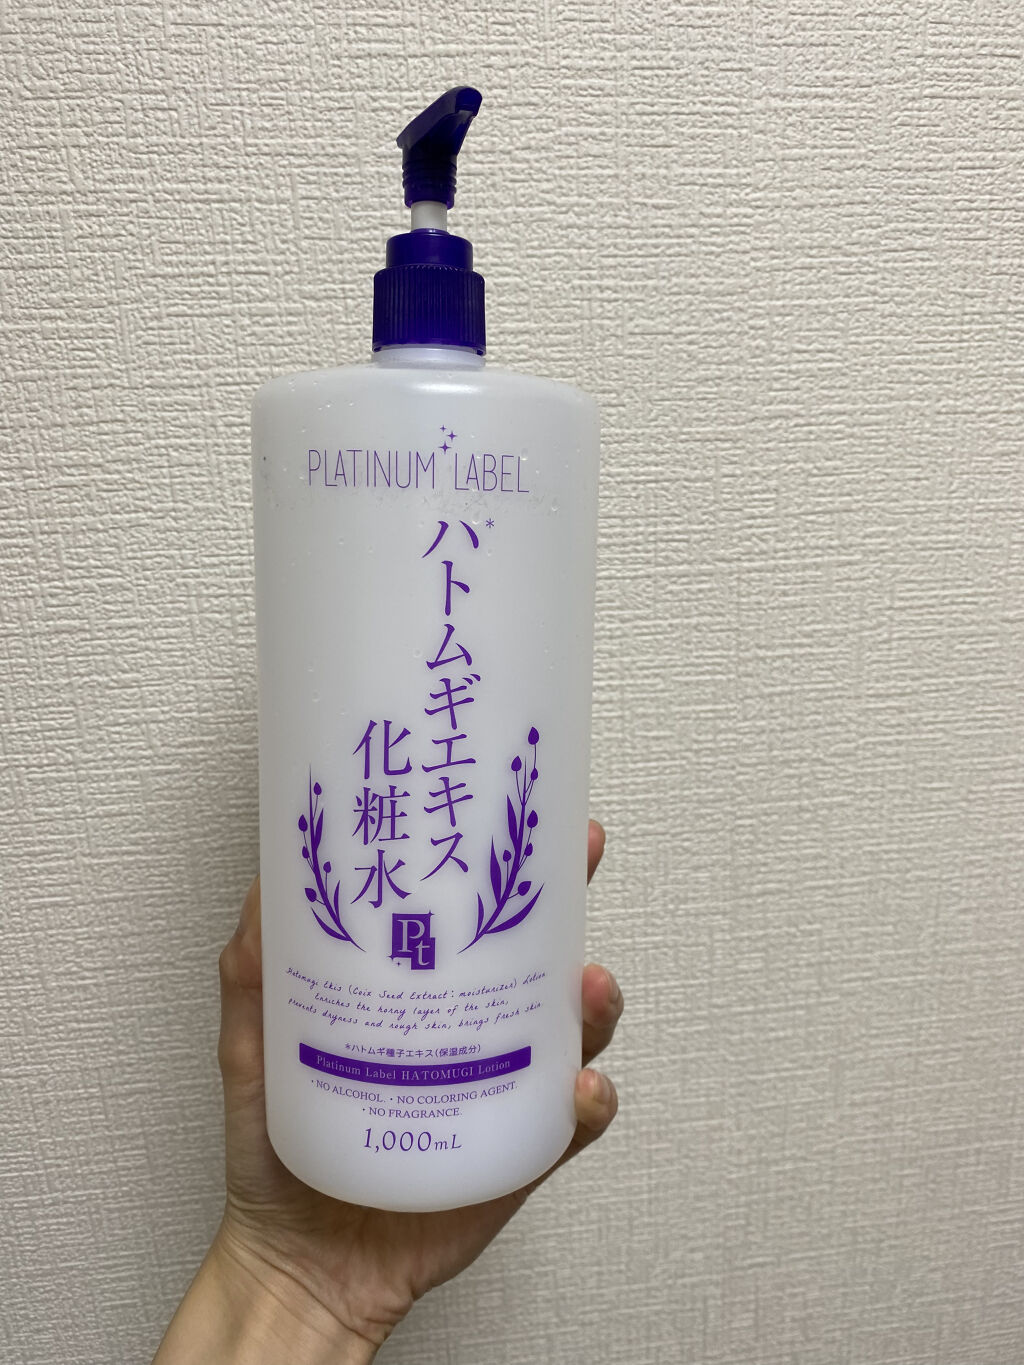 PLATINUM LABEL
ハトムギエキス*
化粧水
Pt
Hatomugi Ekis (Coix Seed Extract: moisturizer) Lotion
Enriches the horny layer of the skin,
prevents dryness and rough skin, brings fresh skin.
*ハトムギ種子エキス(保湿成分)
Platinum Label HATOMUGI Lotion
・NO ALCOHOL. ・NO COLORING AGENT.
・NO FRAGRANCE.
1,000mL